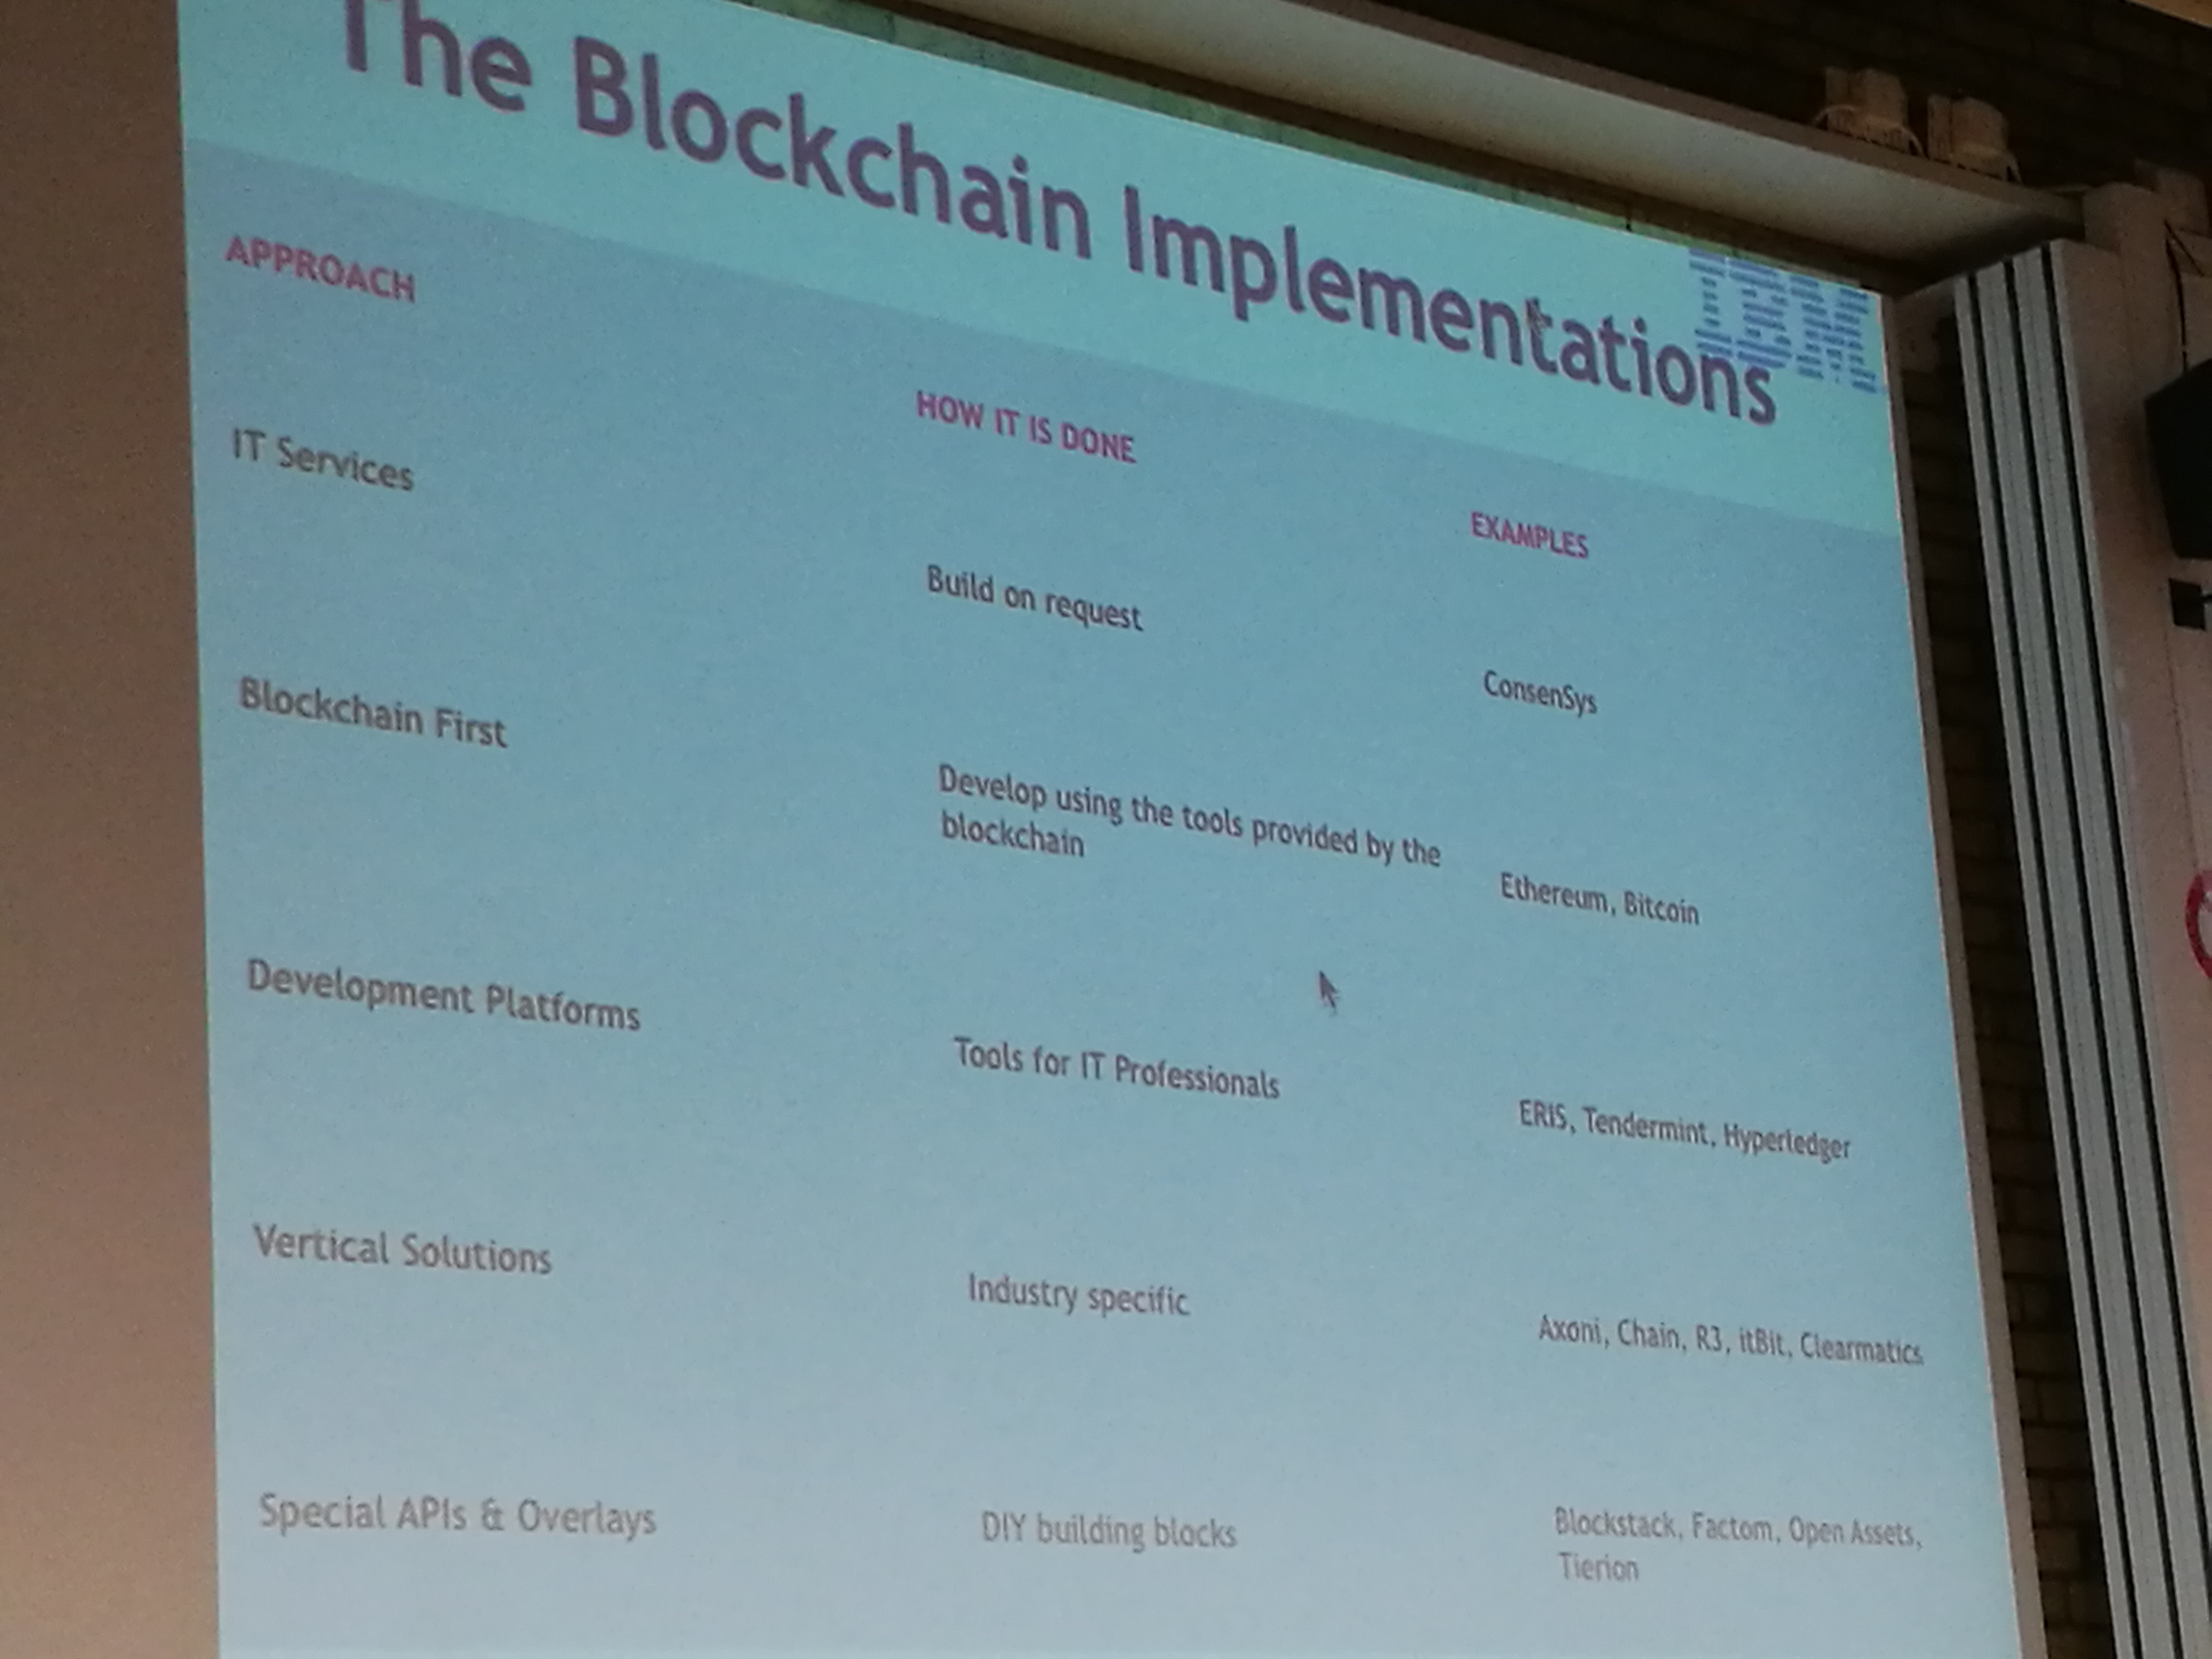 The Blockchain Implementations
IBM
APPROACH
HOW IT IS DONE
EXAMPLES
IT Services
Build on request
ConsenSys
Blockchain First
Develop using the tools provided by the
blockchain
Ethereum, Bitcoin
Development Platforms
Tools for IT Professionals
ERIS, Tendermint, Hyperledger
Vertical Solutions
Industry specific
Axoni, Chain, R3, itBit, Clearmatics
Special APIs & Overlays
DIY building blocks
Blockstack, Factom, Open Assets,
Tierion